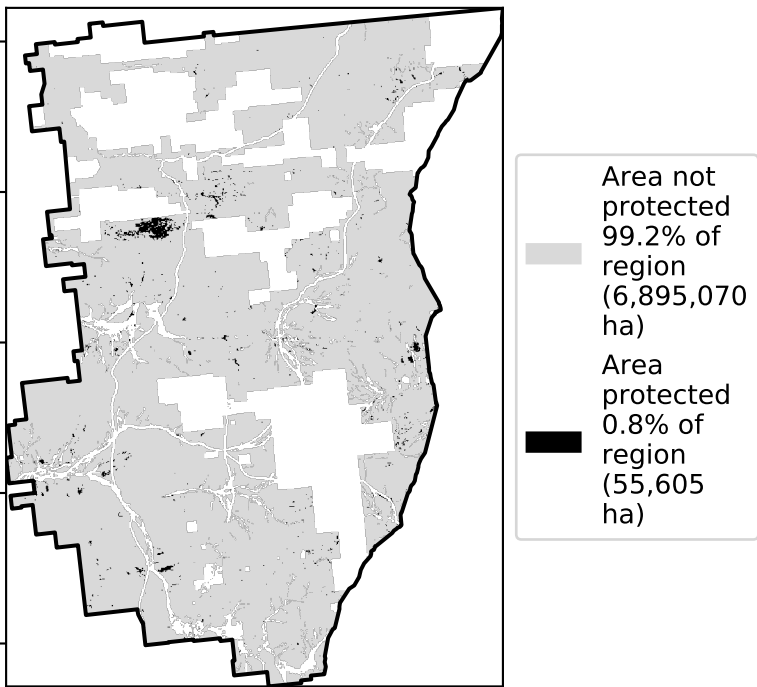 Area not
protected
99.2% of
region
(6,895,070
ha)
Area
protected
0.8% of
region
(55,605
ha)